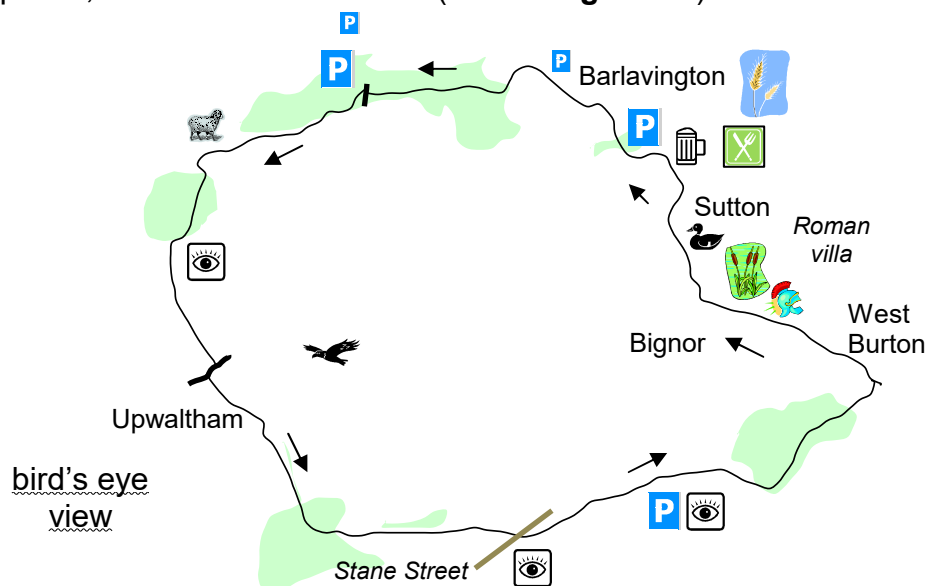 P
P
P
Barlavington
P
Sutton
Roman
villa
West
Burton
Bignor
Upwaltham
bird's eye
view
P
Stane Street